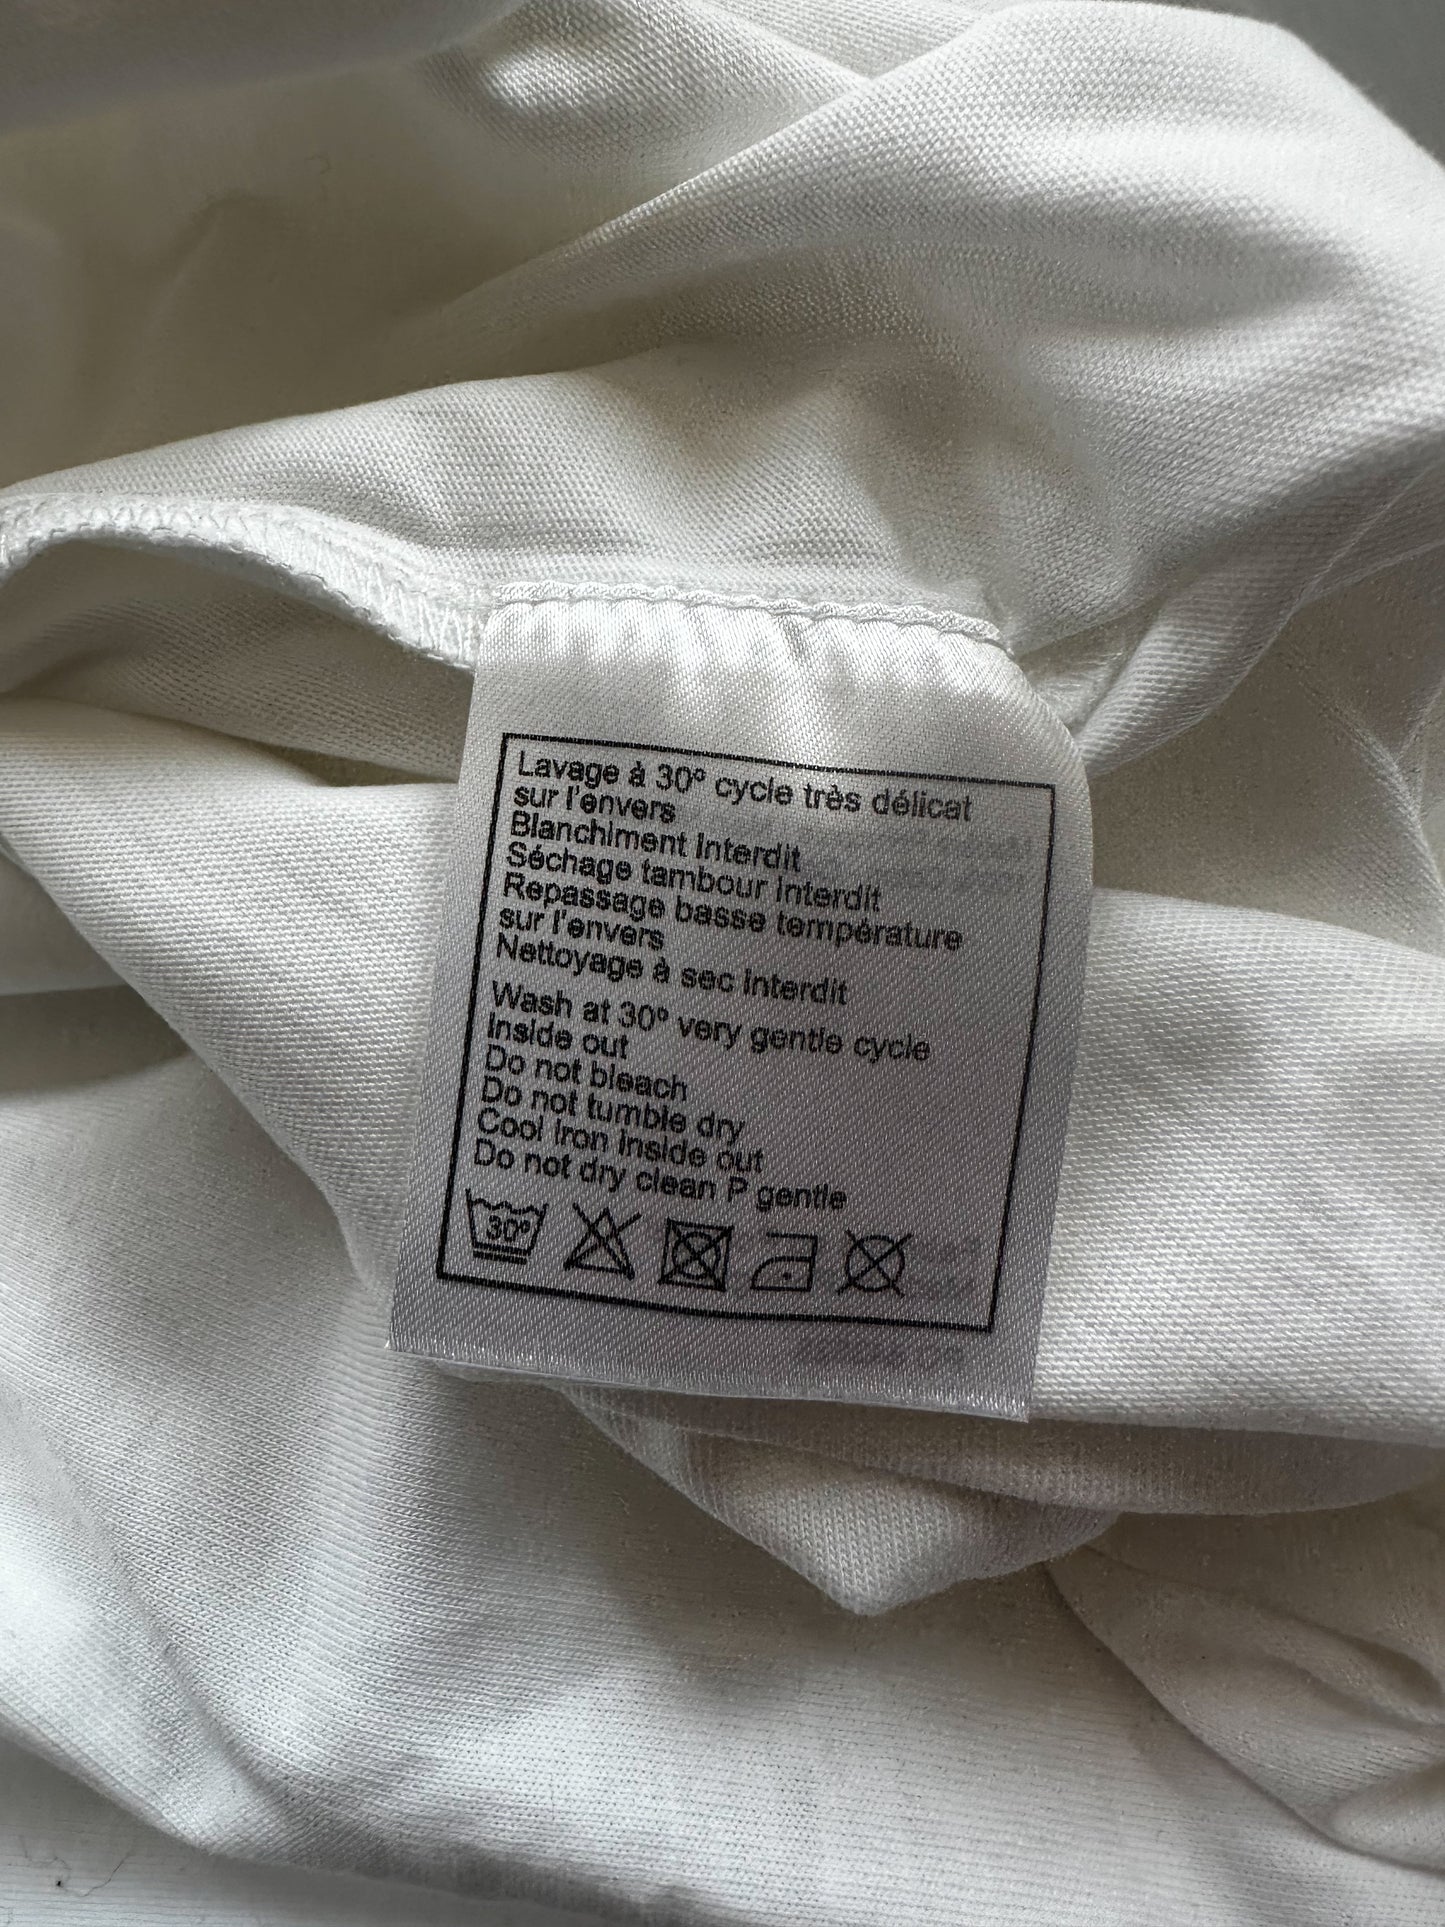 Lavage à 30° cycle très délicat
sur l'envers
Blanchiment Interdit
Séchage tambour Interdit
Repassage basse température
sur l'envers
Nettoyage à sec Interdit
Wash at 30° very gentle cycle
Inside out
Do not bleach
Do not tumble dry
Cool Iron Inside out
Do not dry clean P gentle
30°